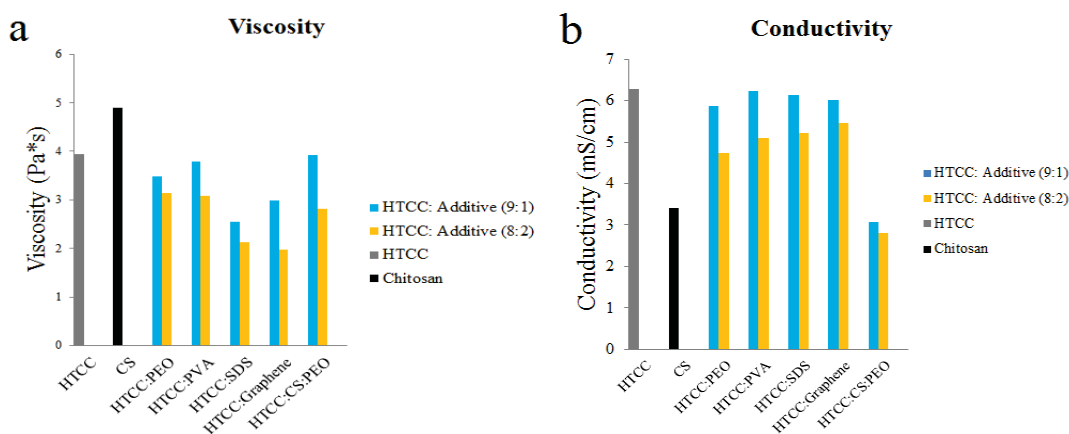 a
Viscosity
Viscosity (Pa*s)
6
5
4
3
2
1
0
HTCC
CS
HTCC:PEO
HTCC:PVA
HTCC:SDS
HTCC:Graphene
HTCC:CS:PEO
HTCC: Additive (9:1)
HTCC: Additive (8:2)
HTCC
Chitosan
b
Conductivity
Conductivity (mS/cm)
7
6
5
4
3
2
1
0
HTCC
CS
HTCC:PEO
HTCC:PVA
HTCC:SDS
HTCC:Graphene
HTCC:CS:PEO
HTCC: Additive (9:1)
HTCC: Additive (8:2)
HTCC
Chitosan